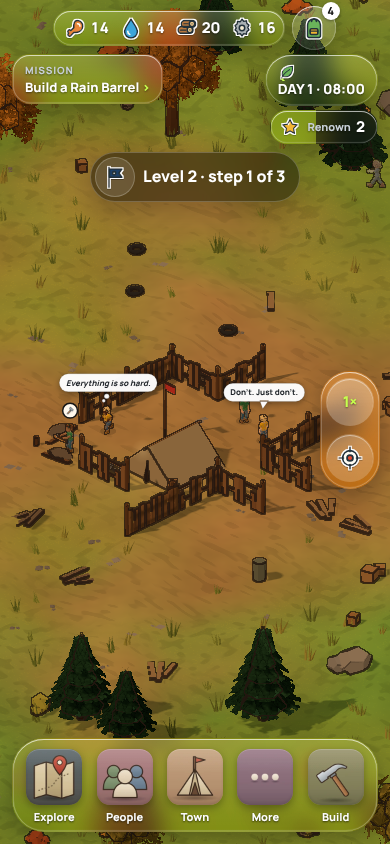 14 14 20 16 4
MISSION
Build a Rain Barrel ›
DAY 1 · 08:00
Renown 2
Level 2 · step 1 of 3
Everything is so hard.
Don't. Just don't.
1×
Explore People Town More Build